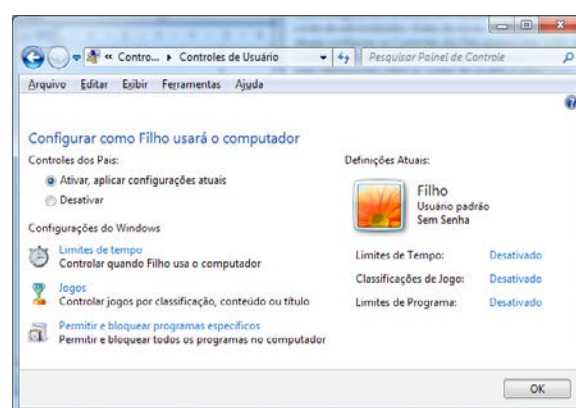 « Contro... ▸ Controles de Usuário
Pesquisar Painel de Controle
Arquivo Editar Exibir Ferramentas Ajuda
Configurar como Filho usará o computador
Controles dos Pais:
Ativar, aplicar configurações atuais
Desativar
Configurações do Windows
Limites de tempo
Controlar quando Filho usa o computador
Jogos
Controlar jogos por classificação, conteúdo ou título
Permitir e bloquear programas específicos
Permitir e bloquear todos os programas no computador
Definições Atuais:
Filho
Usuário padrão
Sem Senha
Limites de Tempo: Desativado
Classificações de Jogo: Desativado
Limites de Programa: Desativado
OK